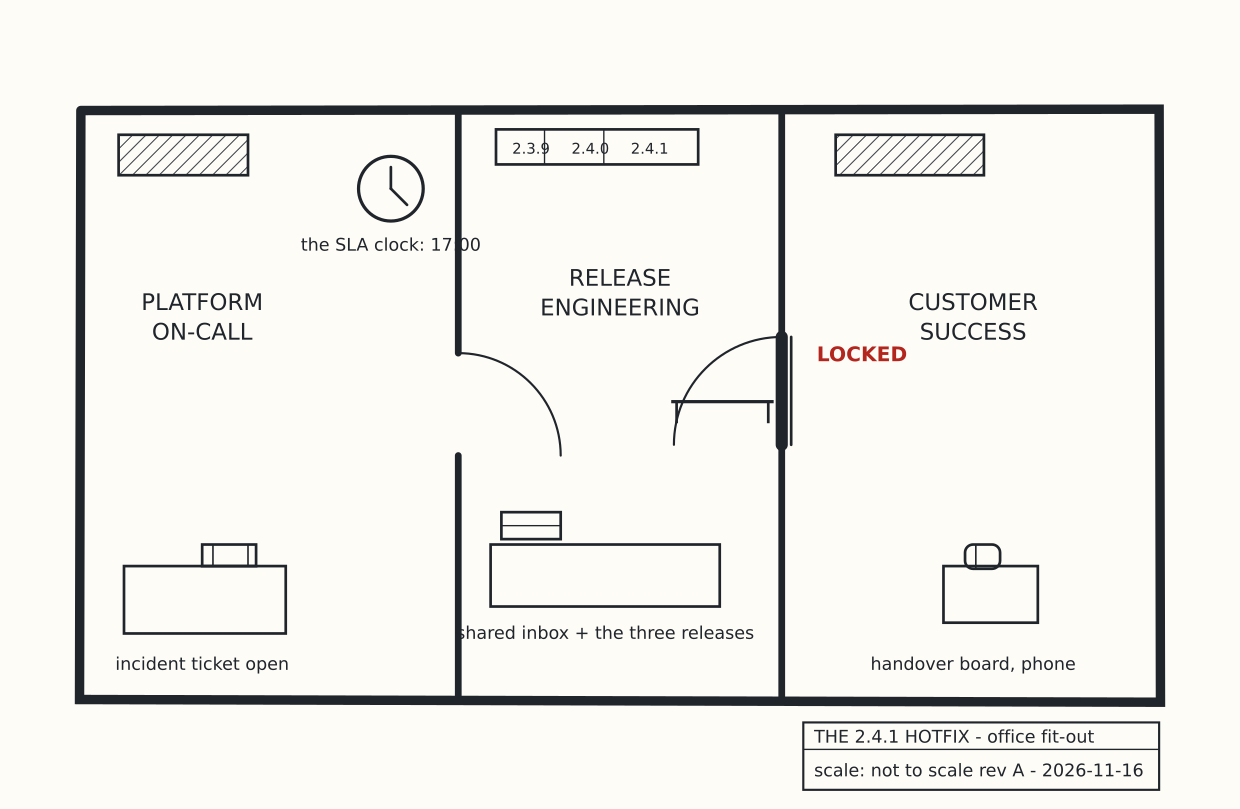 2.3.9 2.4.0 2.4.1
the SLA clock: 17:00
PLATFORM
ON-CALL
RELEASE
ENGINEERING
CUSTOMER
SUCCESS
LOCKED
shared inbox + the three releases
incident ticket open
handover board, phone
THE 2.4.1 HOTFIX - office fit-out
scale: not to scale rev A - 2026-11-16